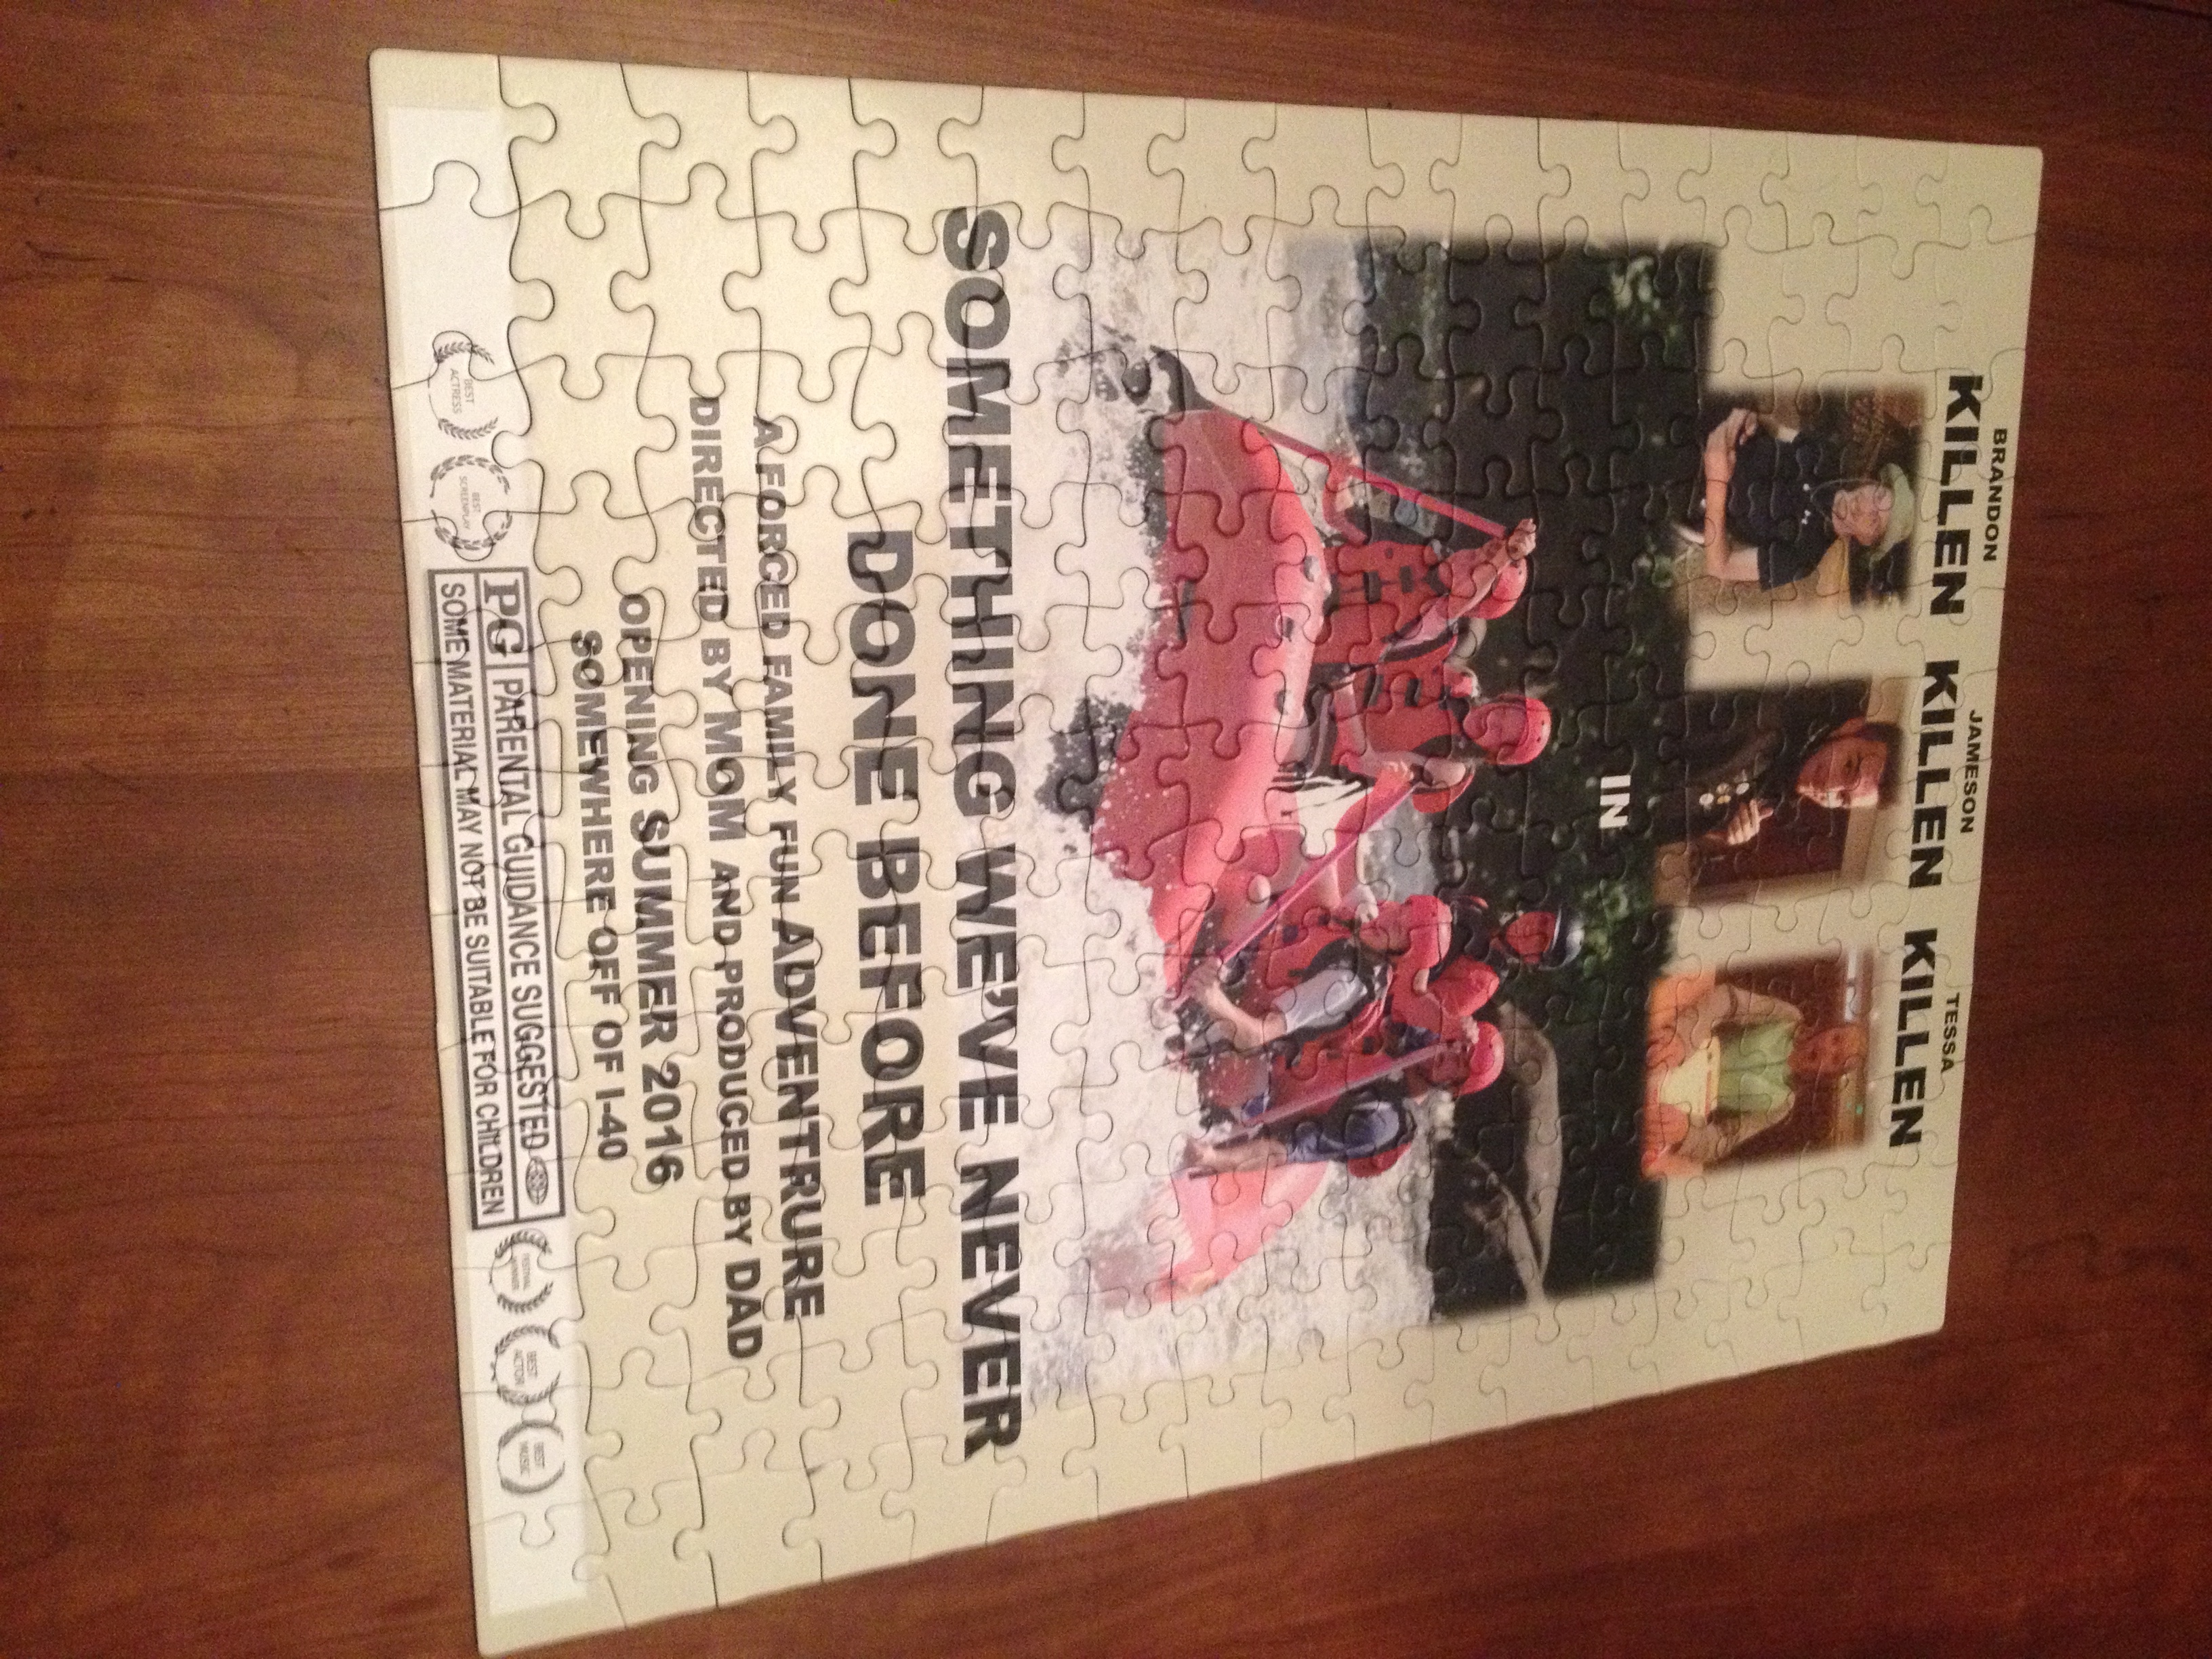 BRANDON JAMESON TESSA
KILLEN KILLEN KILLEN
IN
SOMETHING WE'VE NEVER
DONE BEFORE
A FORCED FAMILY FUN ADVENTRURE
DIRECTED BY MOM AND PRODUCED BY DAD
OPENING SUMMER 2016
SOMEWHERE OFF OF I-40
BEST
ACTRESS
BEST
SCREENPLAY
PG PARENTAL GUIDANCE SUGGESTED
SOME MATERIAL MAY NOT BE SUITABLE FOR CHILDREN
BEST
ACTOR
BEST
MUSIC